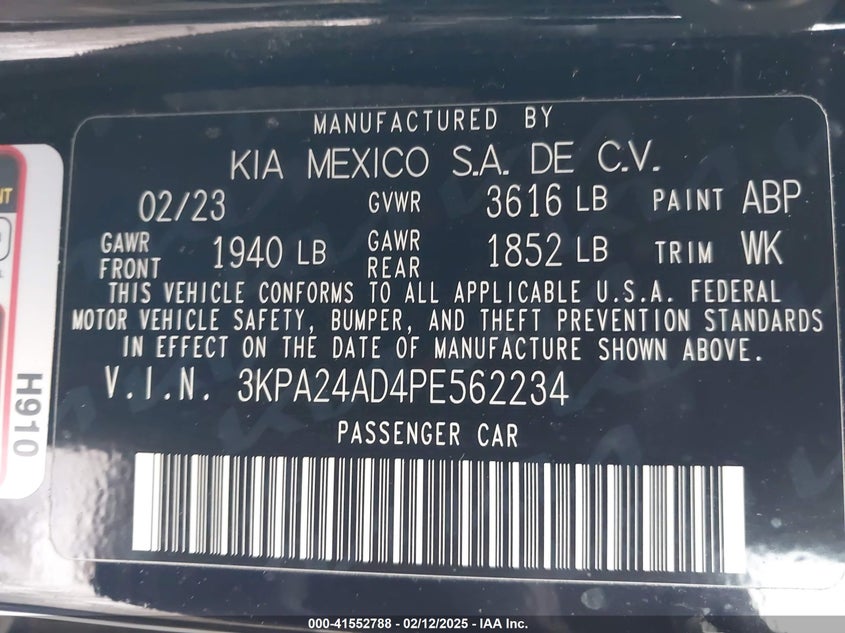 MANUFACTURED BY
KIA MEXICO S.A. DE C.V.
02/23 GVWR 3616 LB PAINT ABP
GAWR FRONT 1940 LB GAWR REAR 1852 LB TRIM WK
THIS VEHICLE CONFORMS TO ALL APPLICABLE U.S.A. FEDERAL
MOTOR VEHICLE SAFETY, BUMPER, AND THEFT PREVENTION STANDARDS
IN EFFECT ON THE DATE OF MANUFACTURE SHOWN ABOVE.
V.I.N. 3KPA24AD4PE562234
PASSENGER CAR
H910
000-41552788 - 02/12/2025 - IAA Inc.